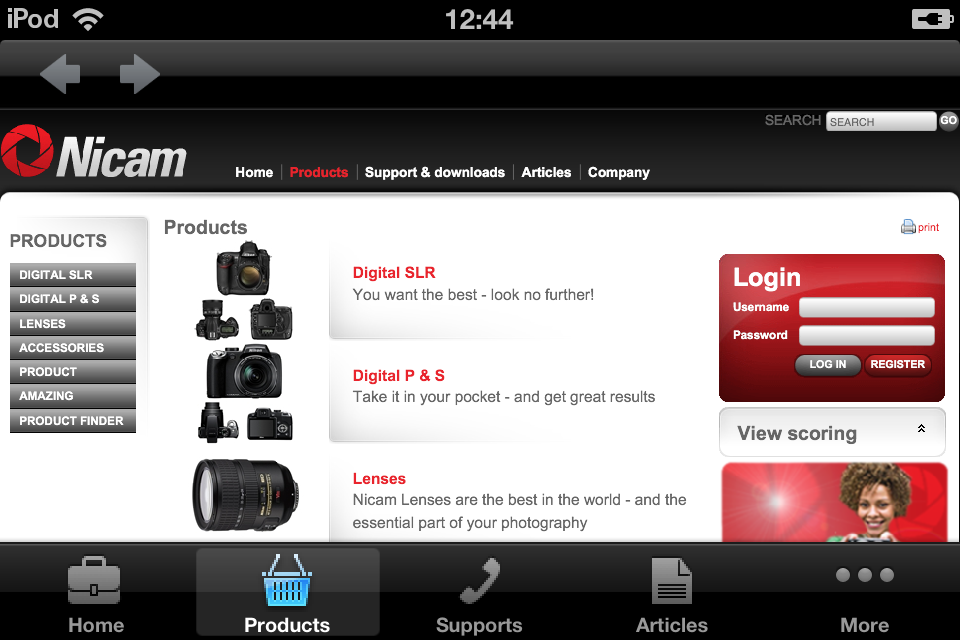 iPod 12:44
SEARCH SEARCH GO
Nicam
Home Products Support & downloads Articles Company
PRODUCTS
DIGITAL SLR
DIGITAL P & S
LENSES
ACCESSORIES
PRODUCT
AMAZING
PRODUCT FINDER
Products
print
Digital SLR
You want the best - look no further!
Digital P & S
Take it in your pocket - and get great results
Lenses
Nicam Lenses are the best in the world - and the
essential part of your photography
Login
Username
Password
LOG IN REGISTER
View scoring
Home Products Supports Articles More